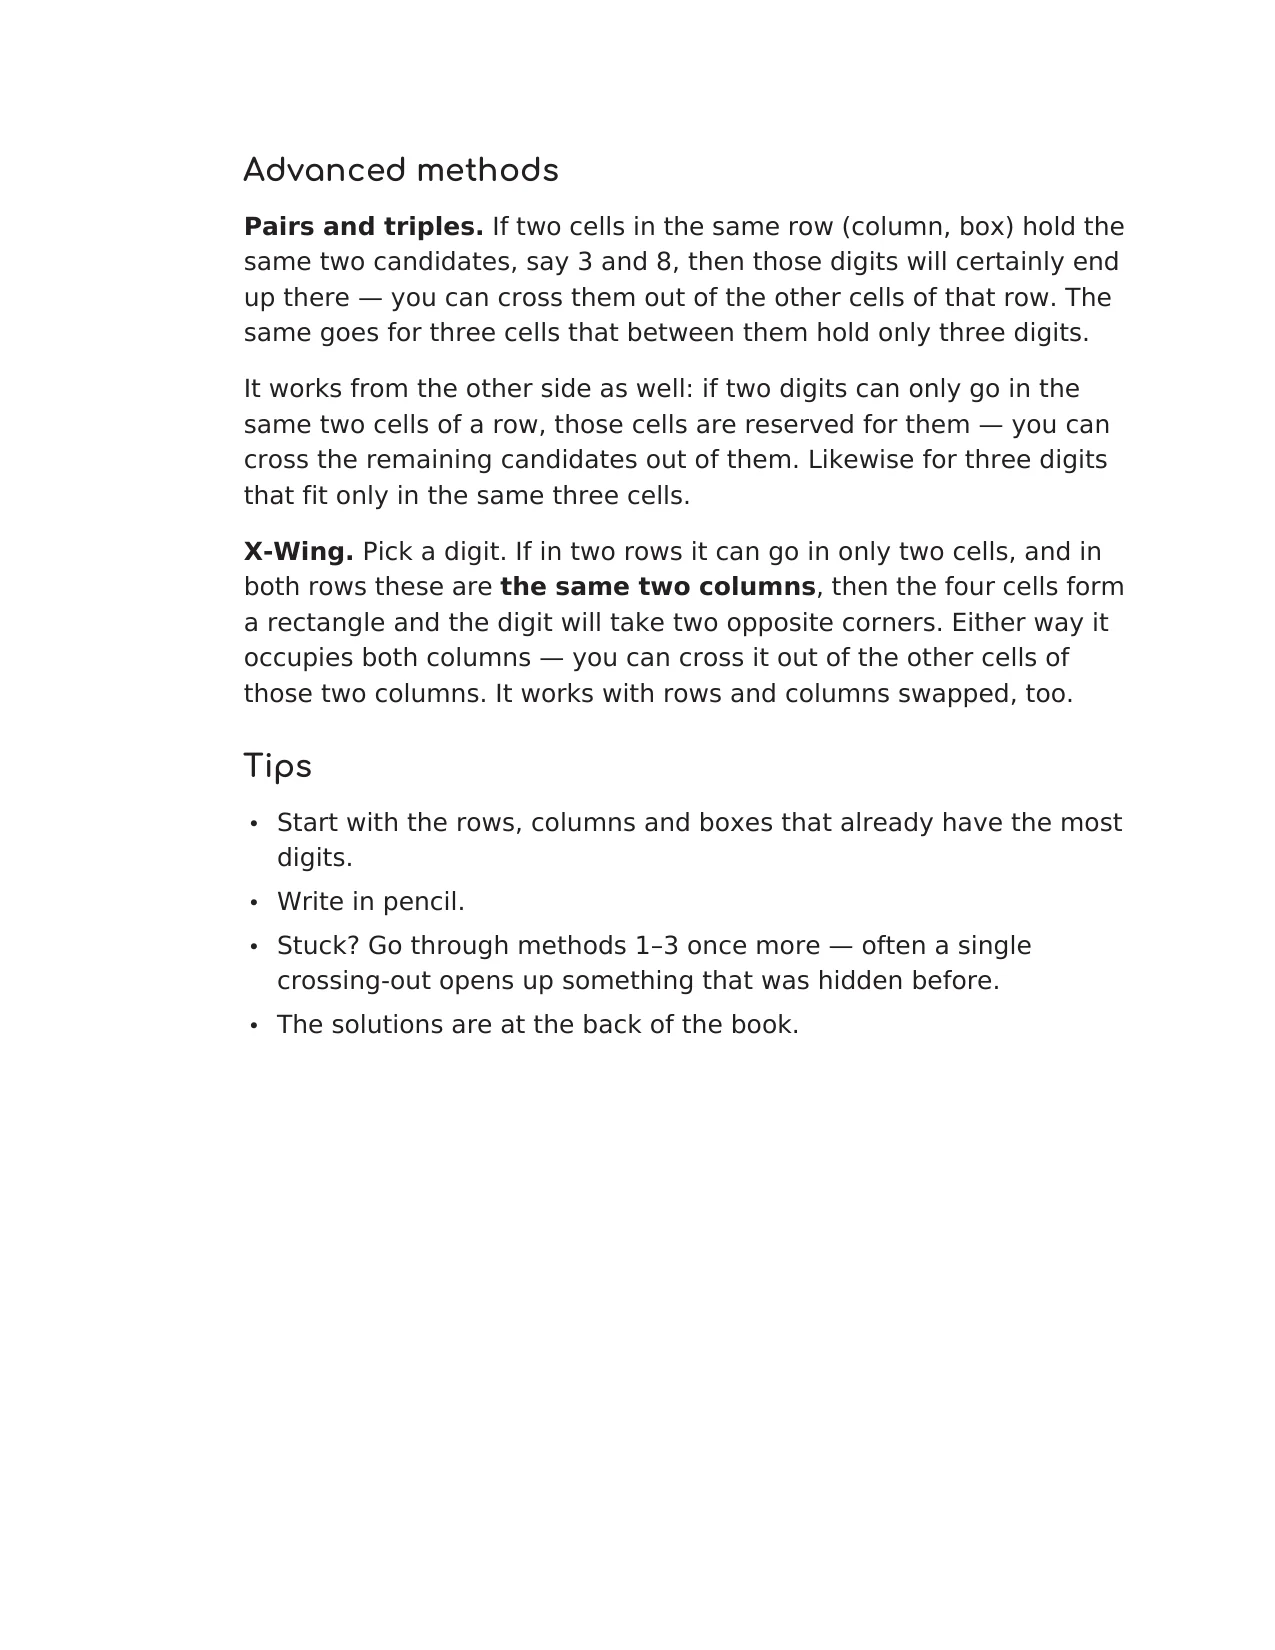 Advanced methods
Pairs and triples. If two cells in the same row (column, box) hold the
same two candidates, say 3 and 8, then those digits will certainly end
up there — you can cross them out of the other cells of that row. The
same goes for three cells that between them hold only three digits.
It works from the other side as well: if two digits can only go in the
same two cells of a row, those cells are reserved for them — you can
cross the remaining candidates out of them. Likewise for three digits
that fit only in the same three cells.
X-Wing. Pick a digit. If in two rows it can go in only two cells, and in
both rows these are the same two columns, then the four cells form
a rectangle and the digit will take two opposite corners. Either way it
occupies both columns — you can cross it out of the other cells of
those two columns. It works with rows and columns swapped, too.
Tips
• Start with the rows, columns and boxes that already have the most
digits.
• Write in pencil.
• Stuck? Go through methods 1–3 once more — often a single
crossing-out opens up something that was hidden before.
• The solutions are at the back of the book.